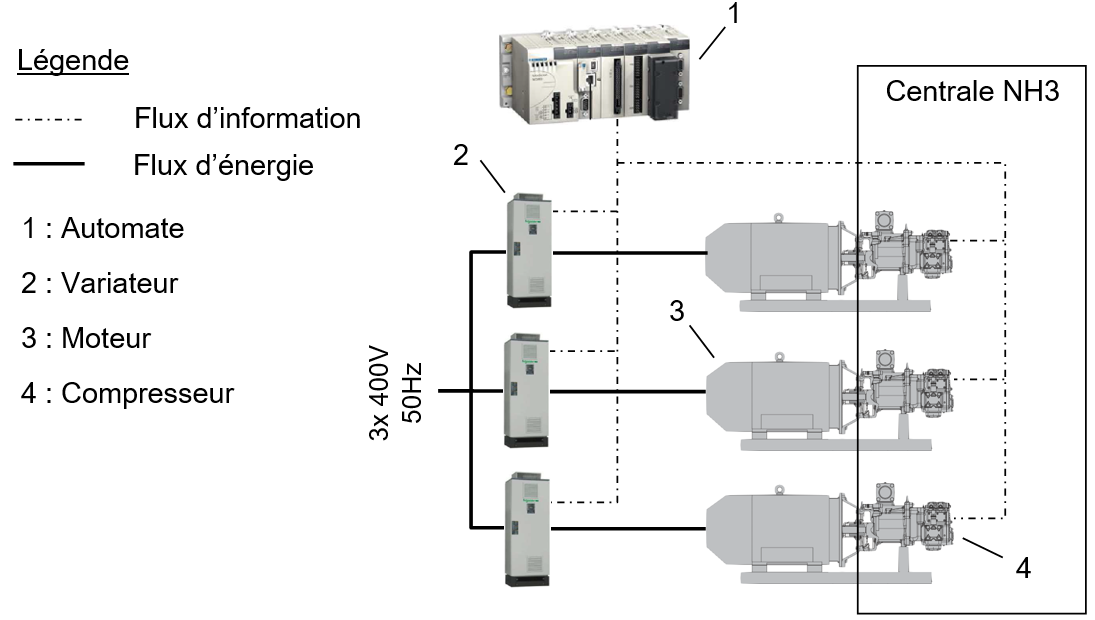 Légende
Flux d'information
Flux d'énergie
1 : Automate
2 : Variateur
3 : Moteur
4 : Compresseur
1
2
3
4
3x 400V
50Hz
Centrale NH3